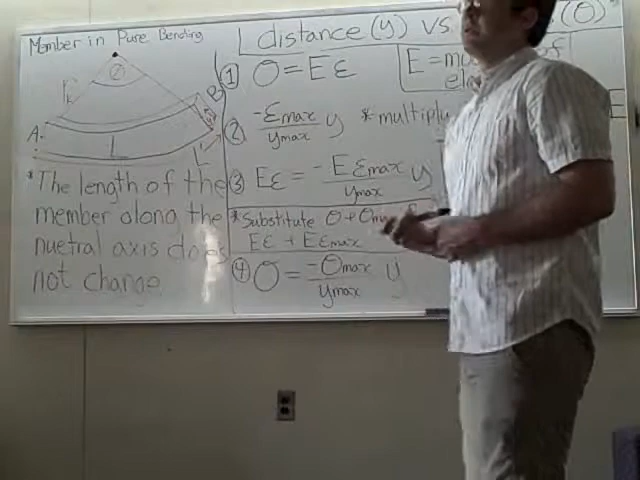 Member in Pure Bending
A
B
L
L'
*The length of the
member along the
nuetral axis does
not change
distance (y) vs (σ)
① σ = Eε
E =
② -εmax/ymax y *multiply
E
③ Eε = -Eεmax/ymax y
*Substitute σ +
Eε + Eεmax
④ σ = -σmax/ymax y